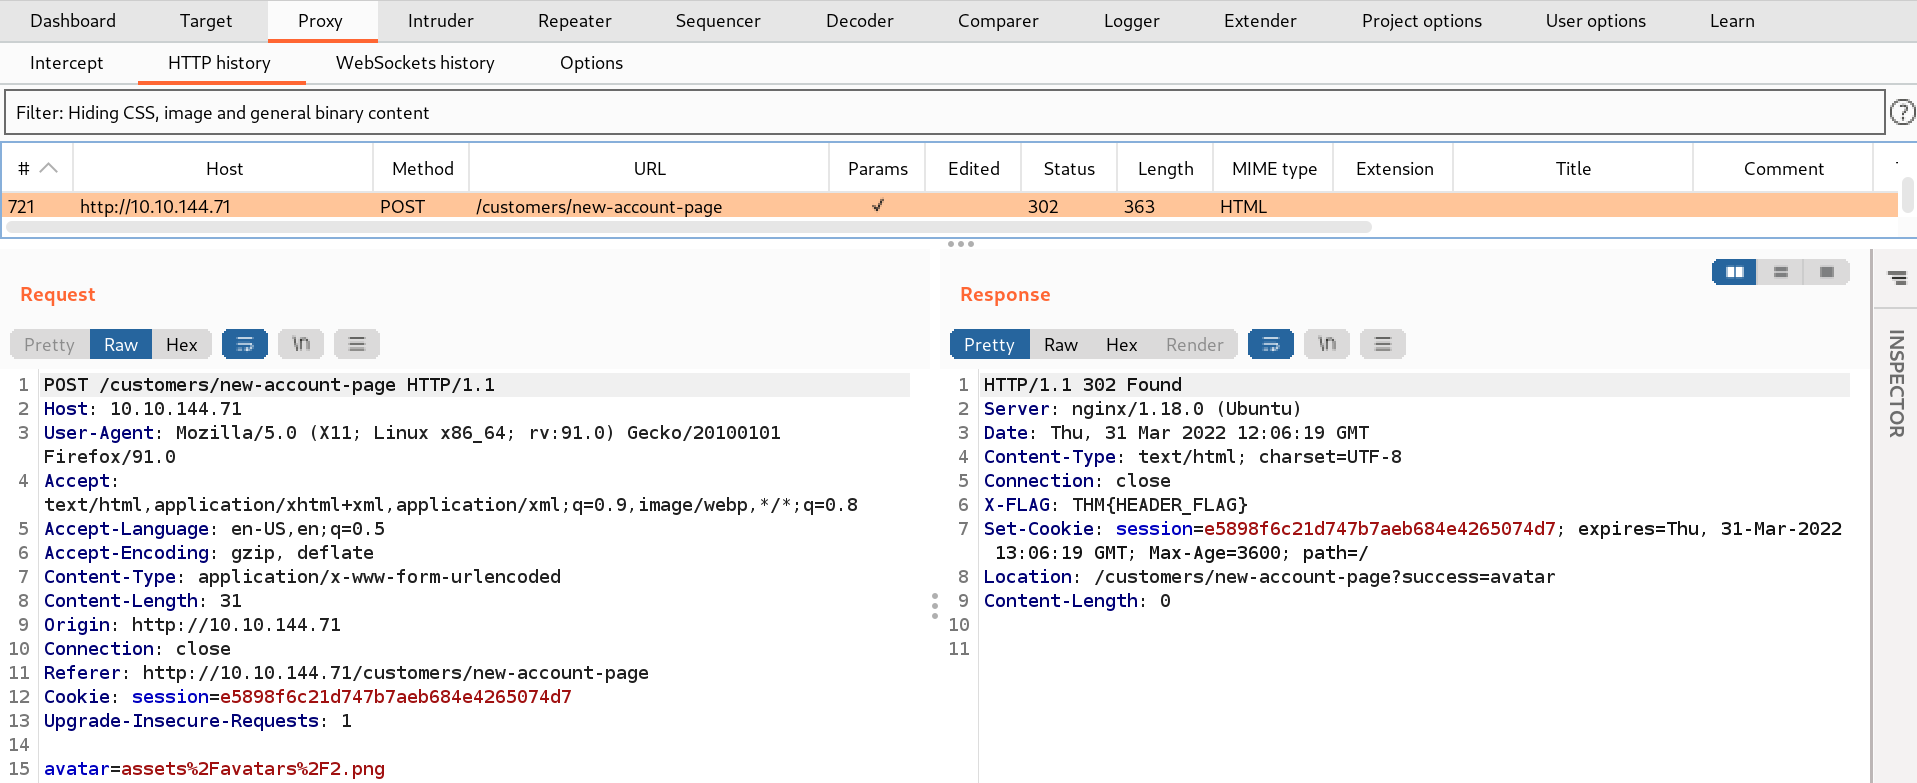 Dashboard Target Proxy Intruder Repeater Sequencer Decoder Comparer Logger Extender Project options User options Learn
Intercept HTTP history WebSockets history Options
Filter: Hiding CSS, image and general binary content ?
# Host Method URL Params Edited Status Length MIME type Extension Title Comment
721 http://10.10.144.71 POST /customers/new-account-page ✓ 302 363 HTML
Request
Pretty Raw Hex \n
1 POST /customers/new-account-page HTTP/1.1
2 Host: 10.10.144.71
3 User-Agent: Mozilla/5.0 (X11; Linux x86_64; rv:91.0) Gecko/20100101
Firefox/91.0
4 Accept:
text/html,application/xhtml+xml,application/xml;q=0.9,image/webp,*/*;q=0.8
5 Accept-Language: en-US,en;q=0.5
6 Accept-Encoding: gzip, deflate
7 Content-Type: application/x-www-form-urlencoded
8 Content-Length: 31
9 Origin: http://10.10.144.71
10 Connection: close
11 Referer: http://10.10.144.71/customers/new-account-page
12 Cookie: session=e5898f6c21d747b7aeb684e4265074d7
13 Upgrade-Insecure-Requests: 1
14
15 avatar=assets%2Favatars%2F2.png
Response
Pretty Raw Hex Render \n
1 HTTP/1.1 302 Found
2 Server: nginx/1.18.0 (Ubuntu)
3 Date: Thu, 31 Mar 2022 12:06:19 GMT
4 Content-Type: text/html; charset=UTF-8
5 Connection: close
6 X-FLAG: THM{HEADER_FLAG}
7 Set-Cookie: session=e5898f6c21d747b7aeb684e4265074d7; expires=Thu, 31-Mar-2022
13:06:19 GMT; Max-Age=3600; path=/
8 Location: /customers/new-account-page?success=avatar
9 Content-Length: 0
10
11
INSPECTOR